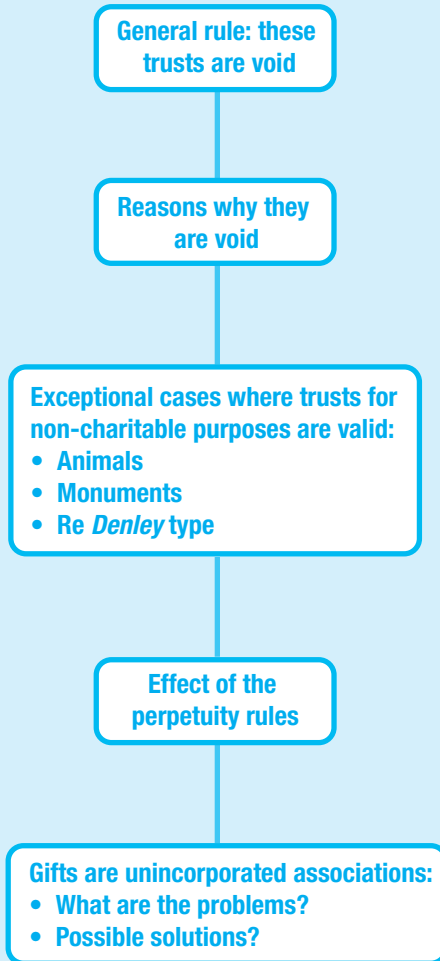 General rule: these
trusts are void
Reasons why they
are void
Exceptional cases where trusts for
non-charitable purposes are valid:
• Animals
• Monuments
• Re Denley type
Effect of the
perpetuity rules
Gifts are unincorporated associations:
• What are the problems?
• Possible solutions?